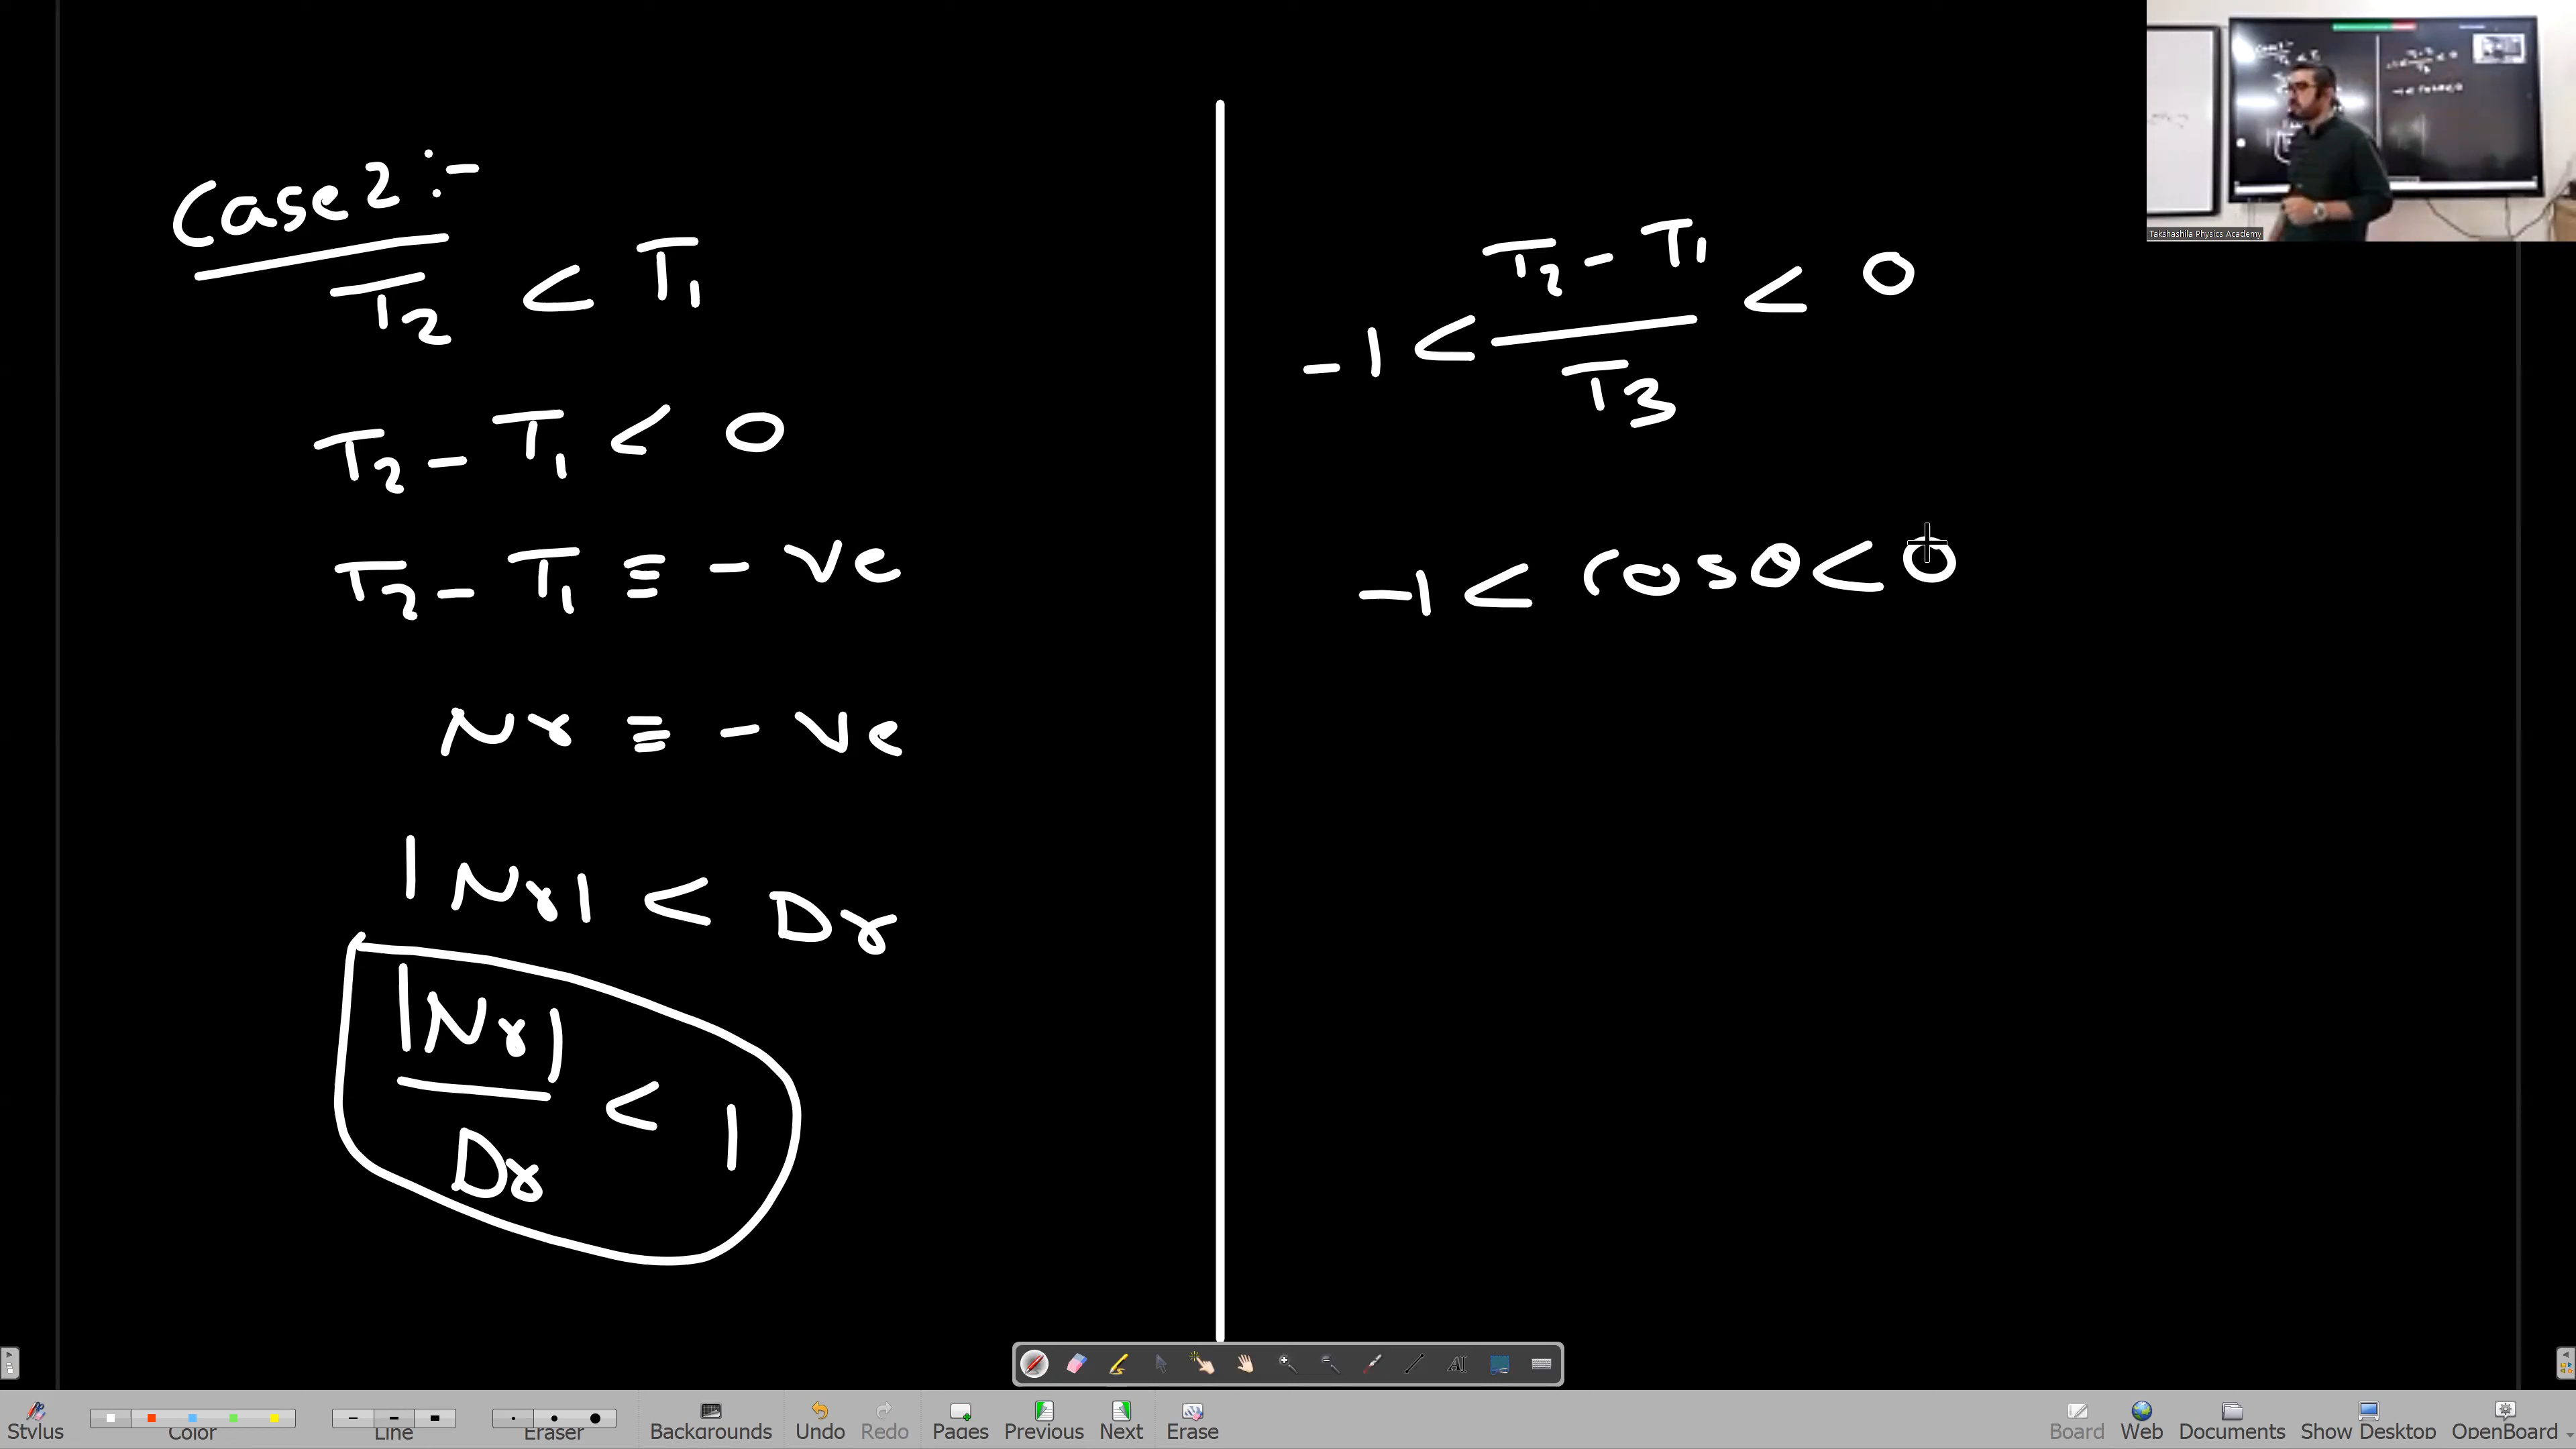 Case 2 :-
T2 < T1
T2 - T1 < 0
T2 - T1 ≡ - ve
Nr ≡ - ve
|Nr| < Dr
|Nr| / Dr < 1
-1 < (T2 - T1) / T3 < 0
-1 < cosθ < 0
Takshashila Physics Academy
Stylus Color Line Eraser Backgrounds Undo Redo Pages Previous Next Erase Board Web Documents Show Desktop OpenBoard